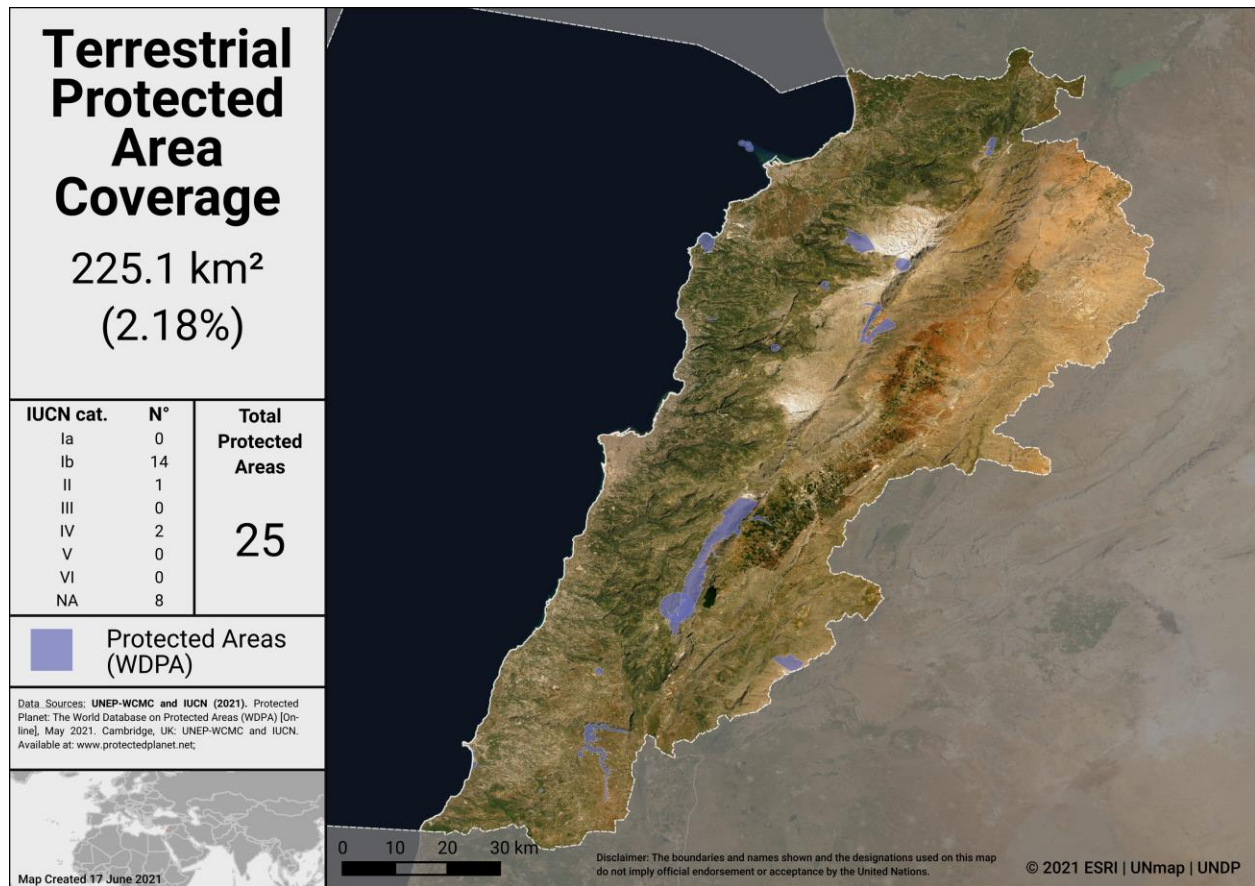 Terrestrial
Protected
Area
Coverage
225.1 km²
(2.18%)
IUCN cat. N°
Ia 0
Ib 14
II 1
III 0
IV 2
V 0
VI 0
NA 8
Total
Protected
Areas
25
Protected Areas
(WDPA)
Data Sources: UNEP-WCMC and IUCN (2021). Protected
Planet: The World Database on Protected Areas (WDPA) [On-
line], May 2021. Cambridge, UK: UNEP-WCMC and IUCN.
Available at: www.protectedplanet.net;
Map Created 17 June 2021
0 10 20 30 km
Disclaimer: The boundaries and names shown and the designations used on this map
do not imply official endorsement or acceptance by the United Nations.
© 2021 ESRI | UNmap | UNDP